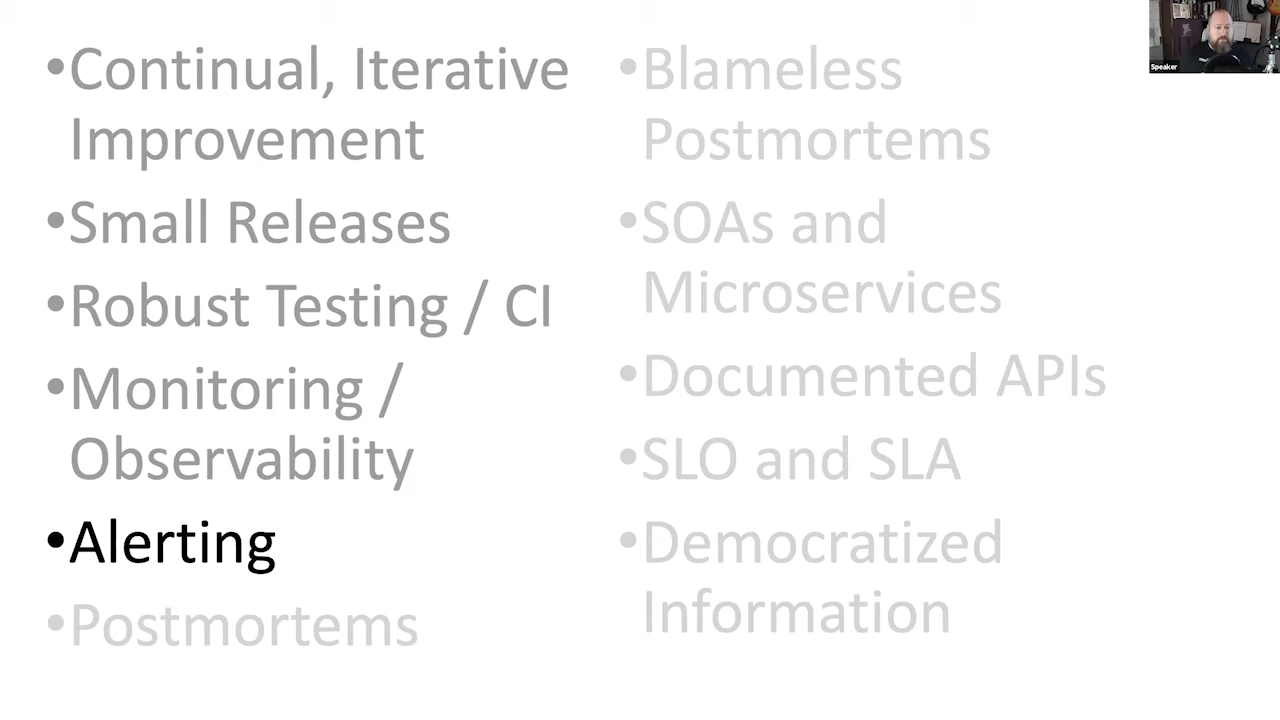 •Continual, Iterative
Improvement
•Small Releases
•Robust Testing / CI
•Monitoring /
Observability
•Alerting
•Postmortems
•Blameless
Postmortems
•SOAs and
Microservices
•Documented APIs
•SLO and SLA
•Democratized
Information
Speaker